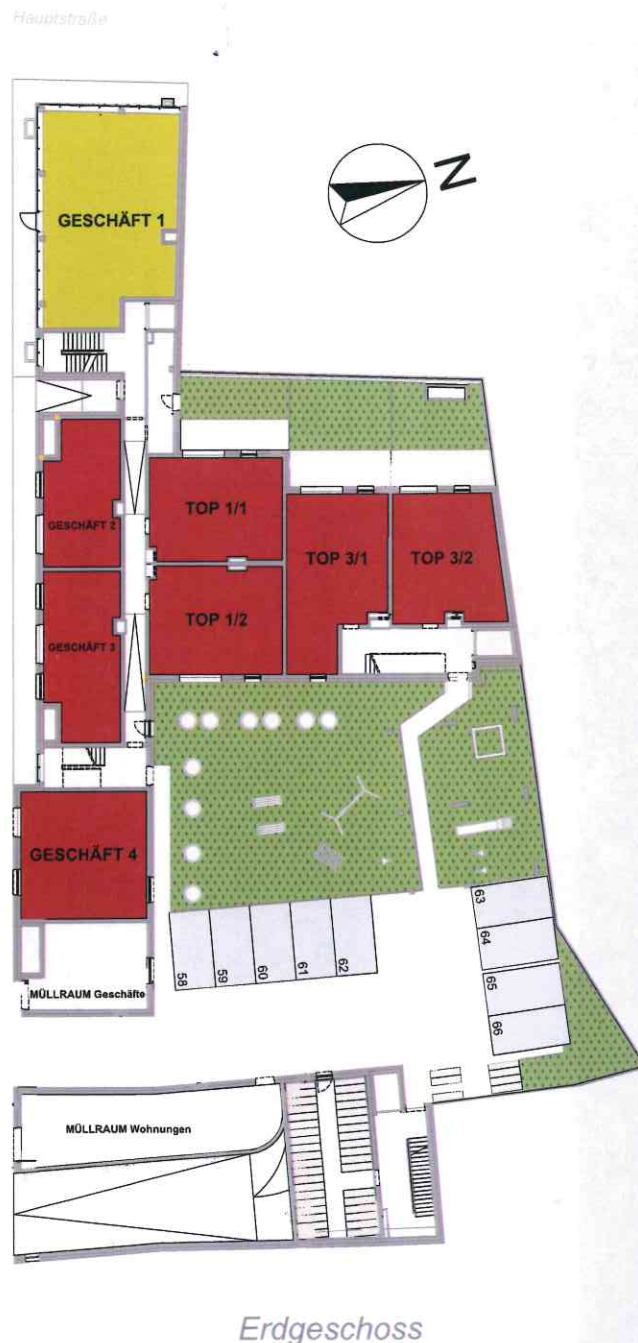 Hauptstraße
N
GESCHÄFT 1
GESCHÄFT 2
TOP 1/1
TOP 3/1
TOP 3/2
GESCHÄFT 3
TOP 1/2
GESCHÄFT 4
63
64
65
66
58
59
60
61
62
MÜLLRAUM Geschäfte
MÜLLRAUM Wohnungen
Erdgeschoss